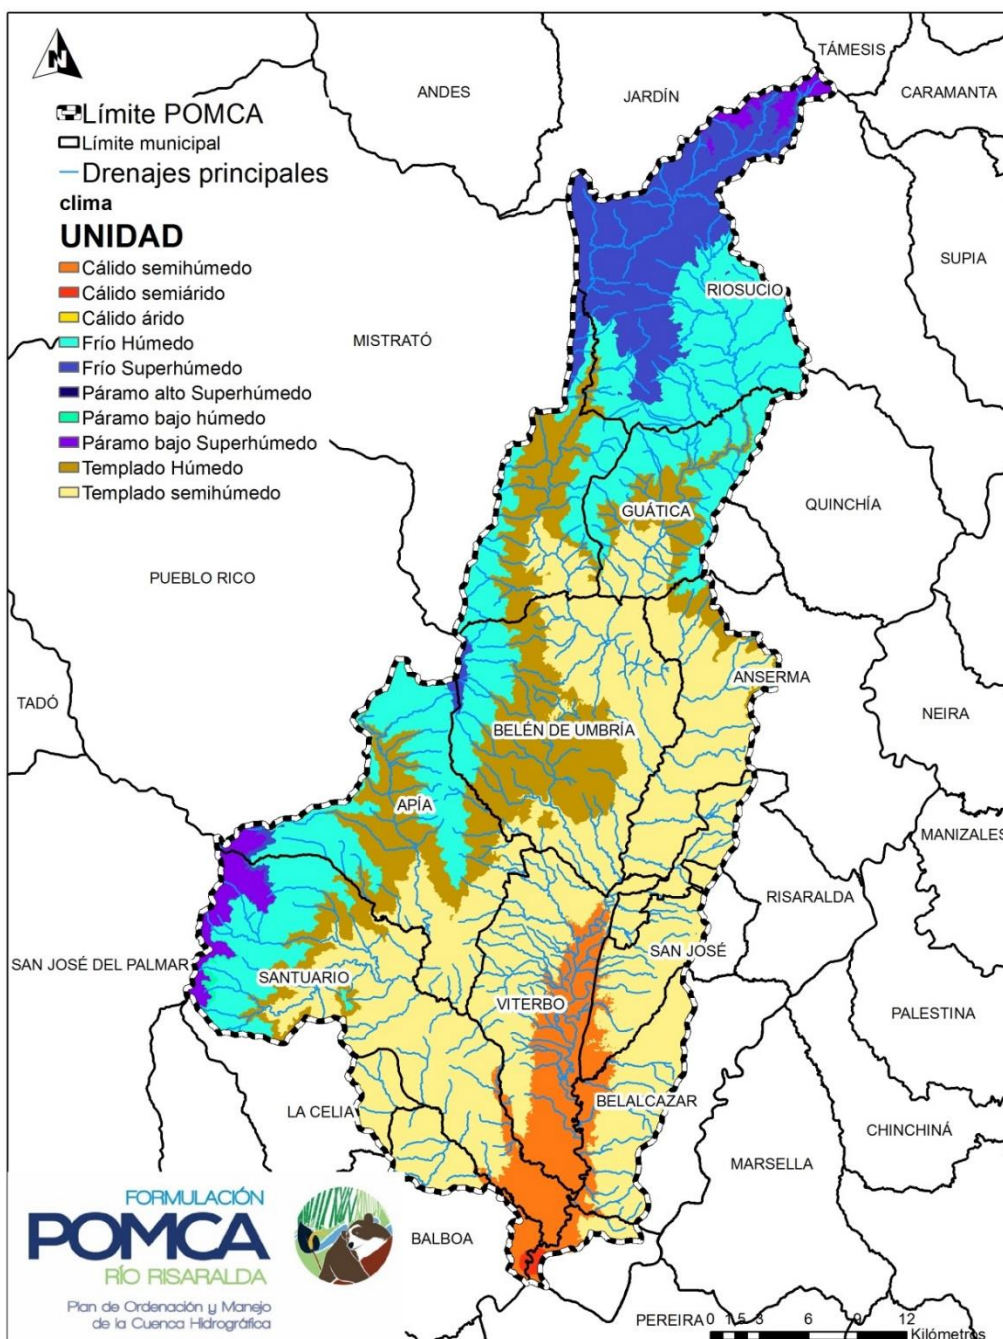 N
Límite POMCA
Límite municipal
Drenajes principales
clima
UNIDAD
Cálido semihúmedo
Cálido semiárido
Cálido árido
Frío Húmedo
Frío Superhúmedo
Páramo alto Superhúmedo
Páramo bajo húmedo
Páramo bajo Superhúmedo
Templado Húmedo
Templado semihúmedo
TÁMESIS
ANDES
JARDÍN
CARAMANTA
SUPIA
RIOSUCIO
MISTRATÓ
QUINCHÍA
GUÁTICA
PUEBLO RICO
ANSERMA
TADÓ
NEIRA
BELÉN DE UMBRÍA
APÍA
MANIZALES
RISARALDA
SAN JOSÉ
SAN JOSÉ DEL PALMAR
SANTUARIO
VITERBO
PALESTINA
LA CELIA
BELALCAZAR
CHINCHINÁ
MARSELLA
BALBOA
PEREIRA
0 1,5 3 6 9 12
Kilómetros
FORMULACIÓN
POMCA
RÍO RISARALDA
Plan de Ordenación y Manejo
de la Cuenca Hidrográfica